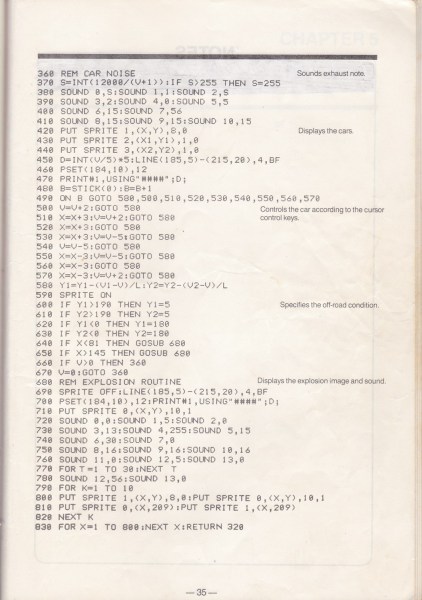 360 REM CAR NOISE
Sounds exhaust note.
370 S=INT(12000/(V+1)):IF S>255 THEN S=255
380 SOUND 0,S:SOUND 1,1:SOUND 2,S
390 SOUND 3,2:SOUND 4,0:SOUND 5,5
400 SOUND 6,15:SOUND 7,56
410 SOUND 8,15:SOUND 9,15:SOUND 10,15
420 PUT SPRITE 1,(X,Y),8,0
Displays the cars.
430 PUT SPRITE 2,(X1,Y1),1,0
440 PUT SPRITE 3,(X2,Y2),1,0
450 D=INT(V/5)*5:LINE(185,5)-(215,20),4,BF
460 PSET(184,10),12
470 PRINT#1,USING"####";D;
480 B=STICK(0):B=B+1
490 ON B GOTO 580,500,510,520,530,540,550,560,570
500 V=V+2:GOTO 580
Controls the car according to the cursor
control keys.
510 X=X+3:V=V+2:GOTO 580
520 X=X+3:GOTO 580
530 X=X+3:V=V-5:GOTO 580
540 V=V-5:GOTO 580
550 X=X-3:V=V-5:GOTO 580
560 X=X-3:GOTO 580
570 X=X-3:V=V+2:GOTO 580
580 Y1=Y1-(V1-V)/L:Y2=Y2-(V2-V)/L
590 SPRITE ON
600 IF Y1>190 THEN Y1=5
Specifies the off-road condition.
610 IF Y2>190 THEN Y2=5
620 IF Y1<0 THEN Y1=180
630 IF Y2<0 THEN Y2=180
640 IF X<81 THEN GOSUB 680
650 IF X>145 THEN GOSUB 680
660 IF V>0 THEN 360
670 V=0:GOTO 360
680 REM EXPLOSION ROUTINE
Displays the explosion image and sound.
690 SPRITE OFF:LINE(185,5)-(215,20),4,BF
700 PSET(184,10),12:PRINT#1,USING"####";D;
710 PUT SPRITE 0,(X,Y),10,1
720 SOUND 0,0:SOUND 1,5:SOUND 2,0
730 SOUND 3,13:SOUND 4,255:SOUND 5,15
740 SOUND 6,30:SOUND 7,0
750 SOUND 8,16:SOUND 9,16:SOUND 10,16
760 SOUND 11,0:SOUND 12,5:SOUND 13,0
770 FOR T=1 TO 30:NEXT T
780 SOUND 12,56:SOUND 13,0
790 FOR K=1 TO 10
800 PUT SPRITE 1,(X,Y),8,0:PUT SPRITE 0,(X,Y),10,1
810 PUT SPRITE 0,(X,209):PUT SPRITE 1,(X,209)
820 NEXT K
830 FOR X=1 TO 800:NEXT X:RETURN 320
— 35 —